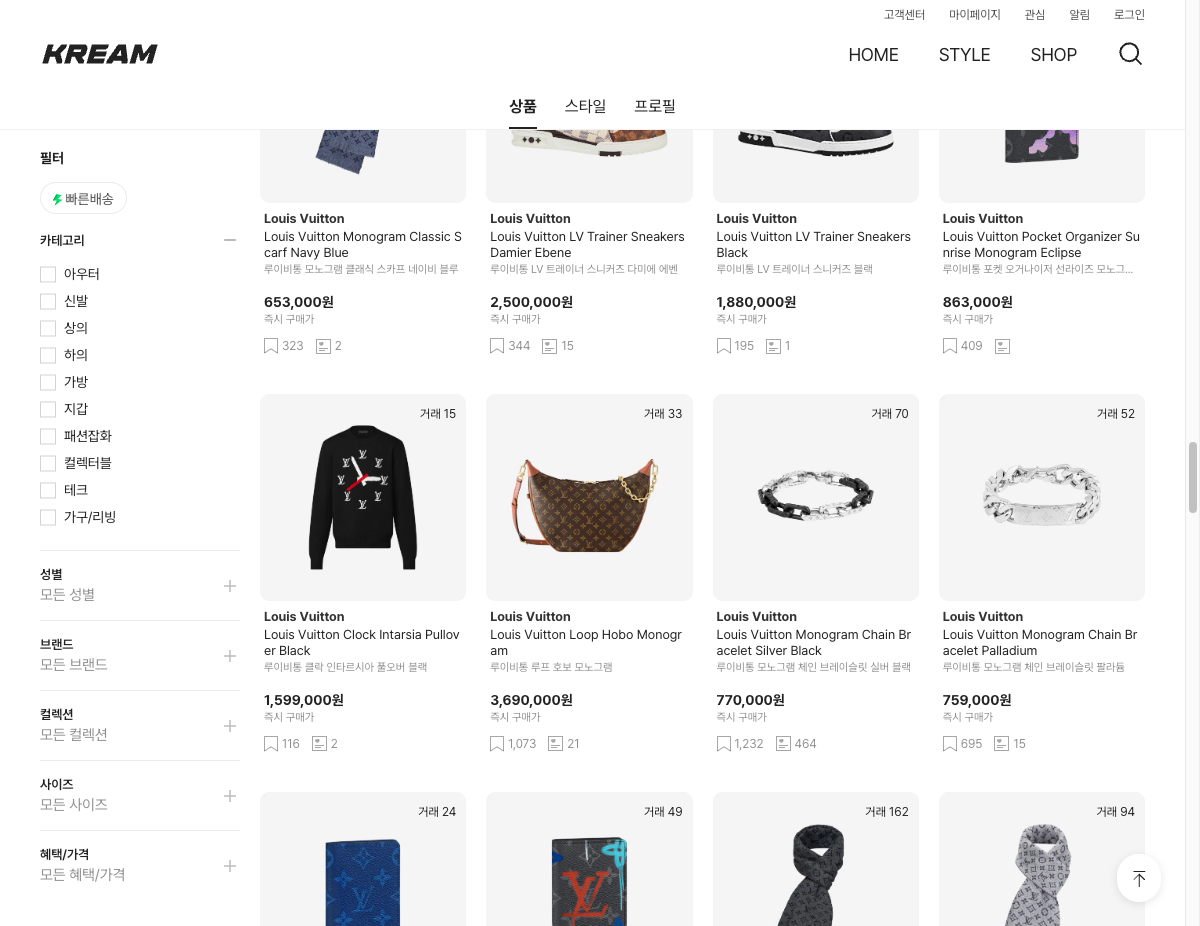 고객센터 마이페이지 관심 알림 로그인
KREAM
HOME STYLE SHOP
상품 스타일 프로필
필터
빠른배송
카테고리
아우터
신발
상의
하의
가방
지갑
패션잡화
컬렉터블
테크
가구/리빙
성별
모든 성별
브랜드
모든 브랜드
컬렉션
모든 컬렉션
사이즈
모든 사이즈
혜택/가격
모든 혜택/가격
Louis Vuitton
Louis Vuitton Monogram Classic S
carf Navy Blue
루이비통 모노그램 클래식 스카프 네이비 블루
653,000원
즉시 구매가
323 2
Louis Vuitton
Louis Vuitton LV Trainer Sneakers
Damier Ebene
루이비통 LV 트레이너 스니커즈 다미에 에벤
2,500,000원
즉시 구매가
344 15
Louis Vuitton
Louis Vuitton LV Trainer Sneakers
Black
루이비통 LV 트레이너 스니커즈 블랙
1,880,000원
즉시 구매가
195 1
Louis Vuitton
Louis Vuitton Pocket Organizer Su
nrise Monogram Eclipse
루이비통 포켓 오거나이저 선라이즈 모노그...
863,000원
즉시 구매가
409
거래 15
Louis Vuitton
Louis Vuitton Clock Intarsia Pullov
er Black
루이비통 클락 인타르시아 풀오버 블랙
1,599,000원
즉시 구매가
116 2
거래 33
Louis Vuitton
Louis Vuitton Loop Hobo Monogr
am
루이비통 루프 호보 모노그램
3,690,000원
즉시 구매가
1,073 21
거래 70
Louis Vuitton
Louis Vuitton Monogram Chain Br
acelet Silver Black
루이비통 모노그램 체인 브레이슬릿 실버 블랙
770,000원
즉시 구매가
1,232 464
거래 52
Louis Vuitton
Louis Vuitton Monogram Chain Br
acelet Palladium
루이비통 모노그램 체인 브레이슬릿 팔라듐
759,000원
즉시 구매가
695 15
거래 24
거래 49
거래 162
거래 94